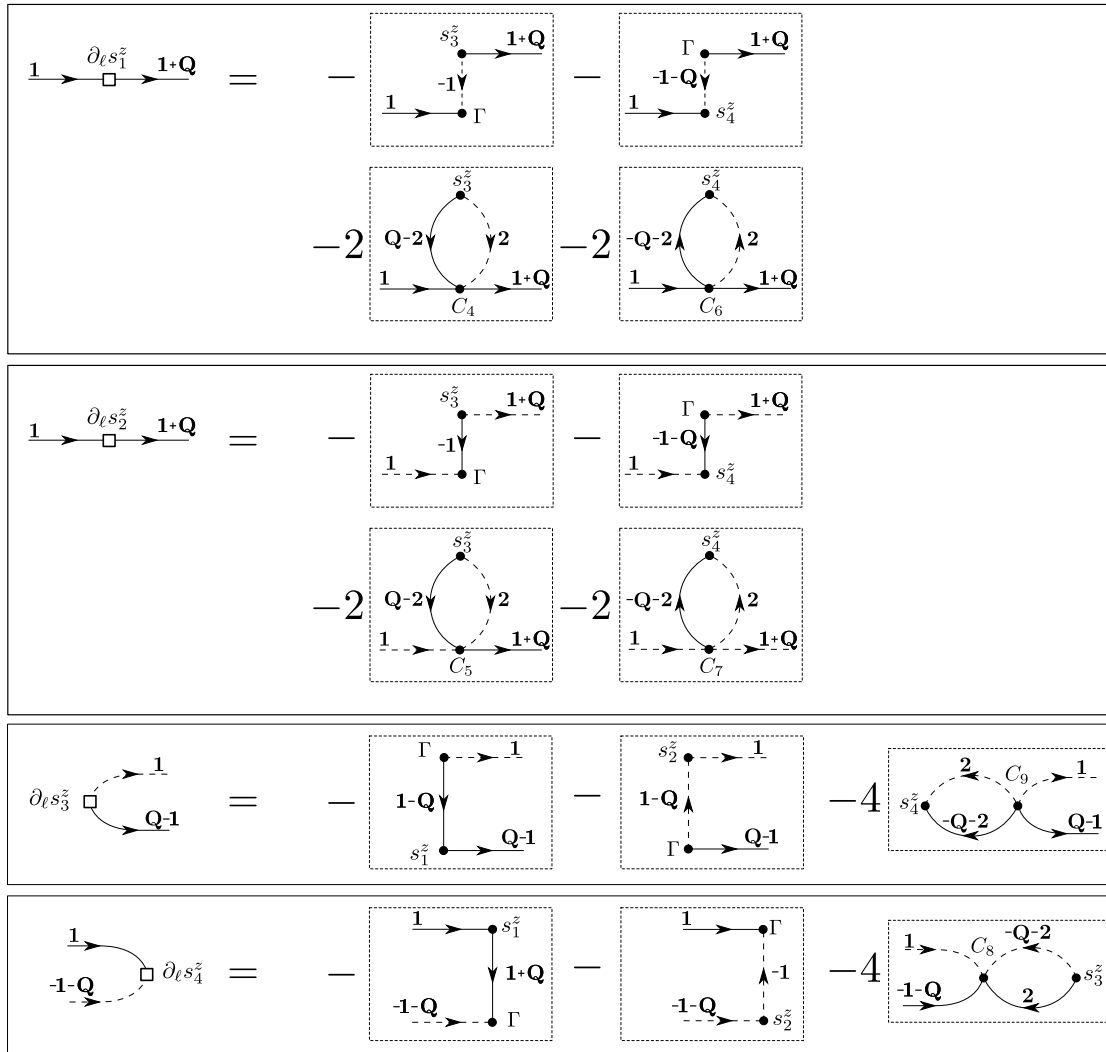 ∂ℓs₁ᶻ 1 1+Q = − s₃ᶻ 1+Q -1 1 Γ − Γ 1+Q -1-Q 1 s₄ᶻ
−2 s₃ᶻ Q-2 2 1 1+Q C₄ −2 s₄ᶻ -Q-2 2 1 1+Q C₆
∂ℓs₂ᶻ 1 1+Q = − s₃ᶻ 1+Q -1 1 Γ − Γ 1+Q -1-Q 1 s₄ᶻ
−2 s₃ᶻ Q-2 2 1 1+Q C₅ −2 s₄ᶻ -Q-2 2 1 1+Q C₇
∂ℓs₃ᶻ 1 Q-1 = − Γ 1 1-Q s₁ᶻ Q-1 − s₂ᶻ 1 1-Q Γ Q-1 −4 s₄ᶻ 2 C₉ 1 -Q-2 Q-1
1 -1-Q ∂ℓs₄ᶻ = − 1 s₁ᶻ 1+Q -1-Q Γ − 1 Γ -1 -1-Q s₂ᶻ −4 1 C₈ -Q-2 -1-Q 2 s₃ᶻ